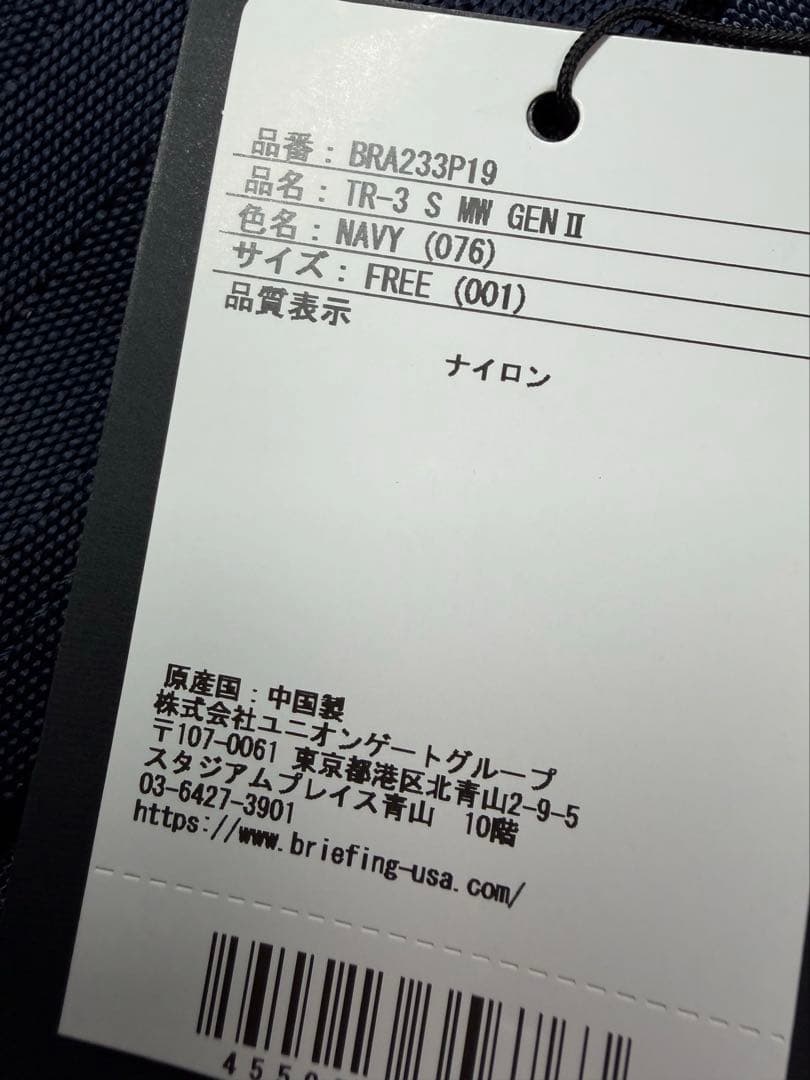 品番：BRA233P19
品名：TR-3 S MW GENⅡ
色名：NAVY (076)
サイズ：FREE (001)
品質表示
ナイロン
原産国：中国製
株式会社ユニオンゲートグループ
〒107-0061 東京都港区北青山2-9-5
スタジアムプレイス青山 10階
03-6427-3901
https://www.briefing-usa.com/